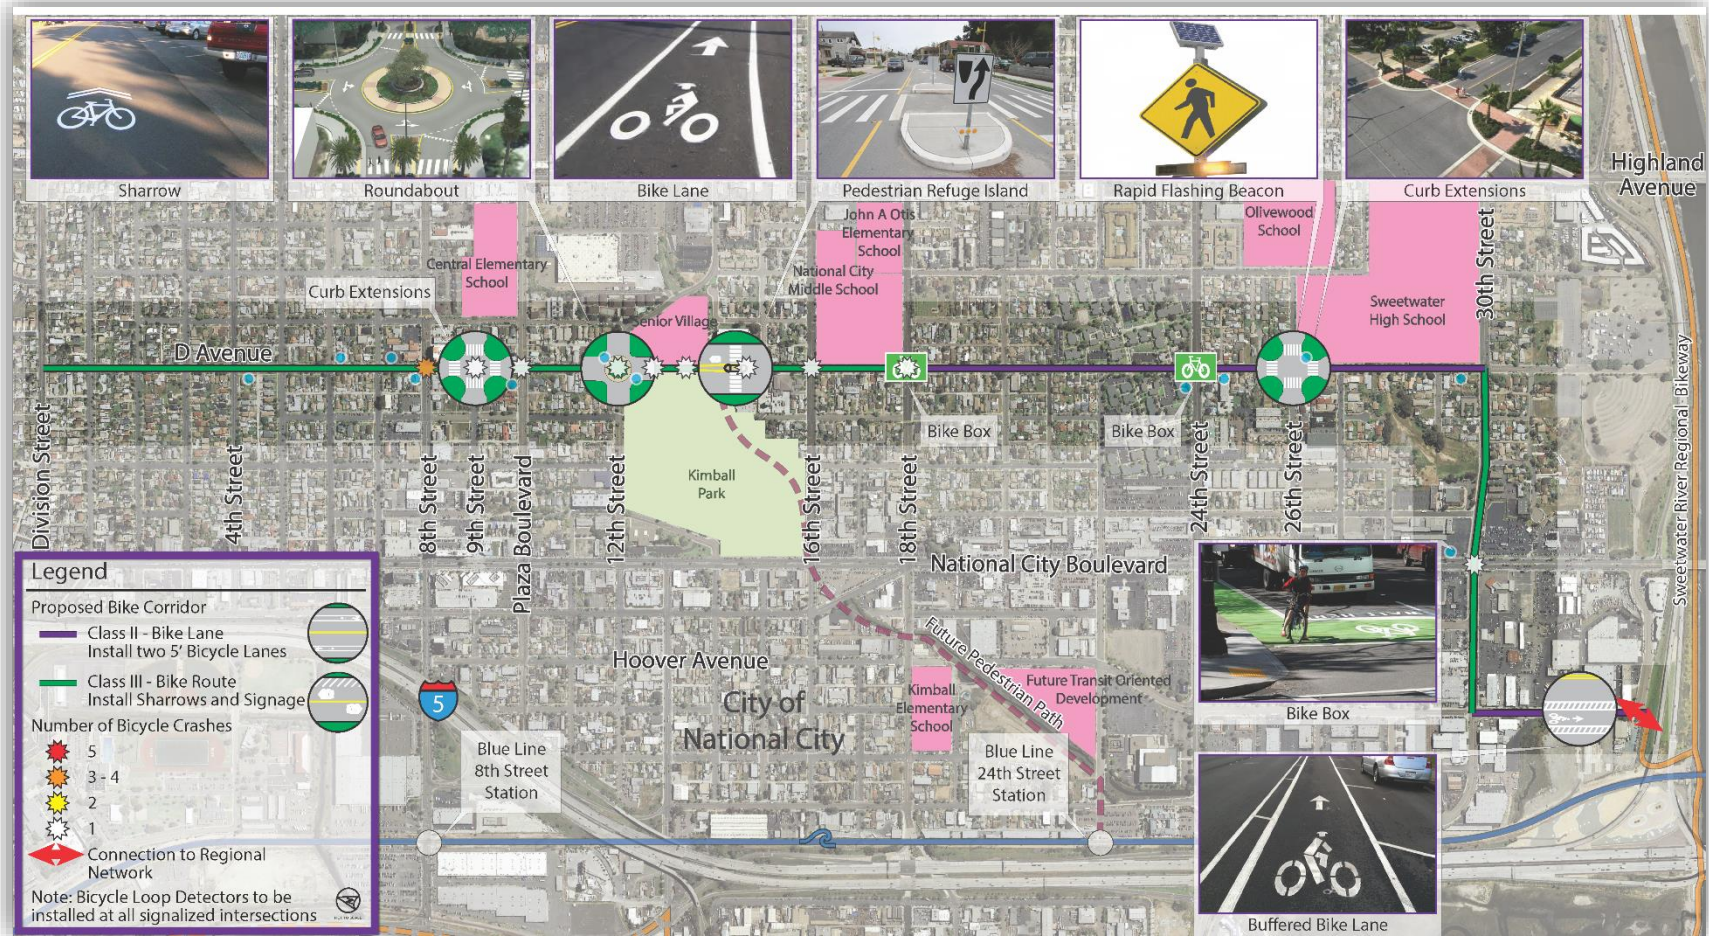 Sharrow
Roundabout
Bike Lane
Pedestrian Refuge Island
Rapid Flashing Beacon
Curb Extensions
Highland
Avenue
John A Otis
Elementary
School
Olivewood
School
Central Elementary
School
National City
Middle School
Curb Extensions
Senior Village
Sweetwater
High School
30th Street
D Avenue
Bike Box
Bike Box
Kimball
Park
Division Street
4th Street
8th Street
9th Street
Plaza Boulevard
12th Street
16th Street
18th Street
24th Street
26th Street
Sweetwater River Regional Bikeway
National City Boulevard
Hoover Avenue
Future Pedestrian Path
Kimball
Elementary
School
Future Transit Oriented
Development
City of
National City
5
Blue Line
8th Street
Station
Blue Line
24th Street
Station
Bike Box
Buffered Bike Lane
Legend
Proposed Bike Corridor
Class II - Bike Lane
Install two 5' Bicycle Lanes
Class III - Bike Route
Install Sharrows and Signage
Number of Bicycle Crashes
5
3 - 4
2
1
Connection to Regional
Network
Note: Bicycle Loop Detectors to be
installed at all signalized intersections